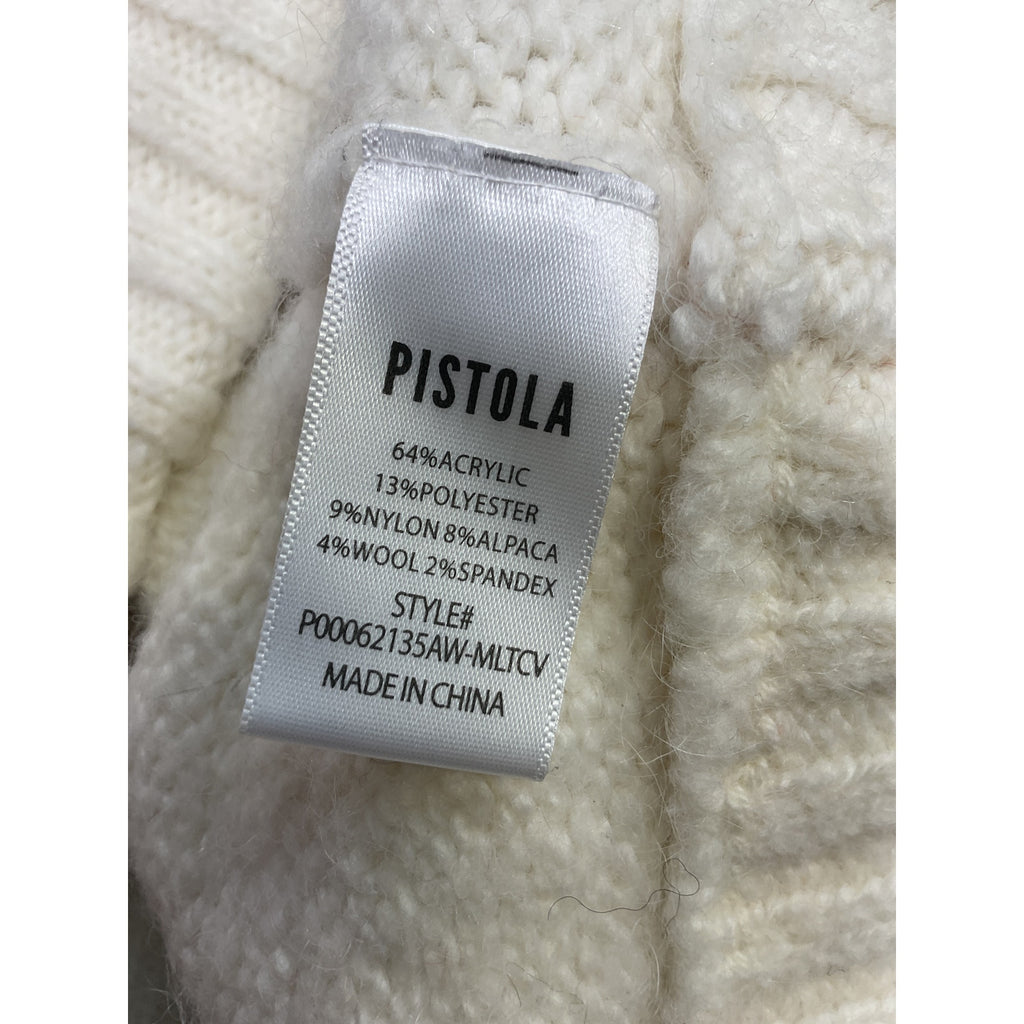 PISTOLA
64%ACRYLIC
13%POLYESTER
9%NYLON 8%ALPACA
4%WOOL 2%SPANDEX
STYLE#
P00062135AW-MLTCV
MADE IN CHINA